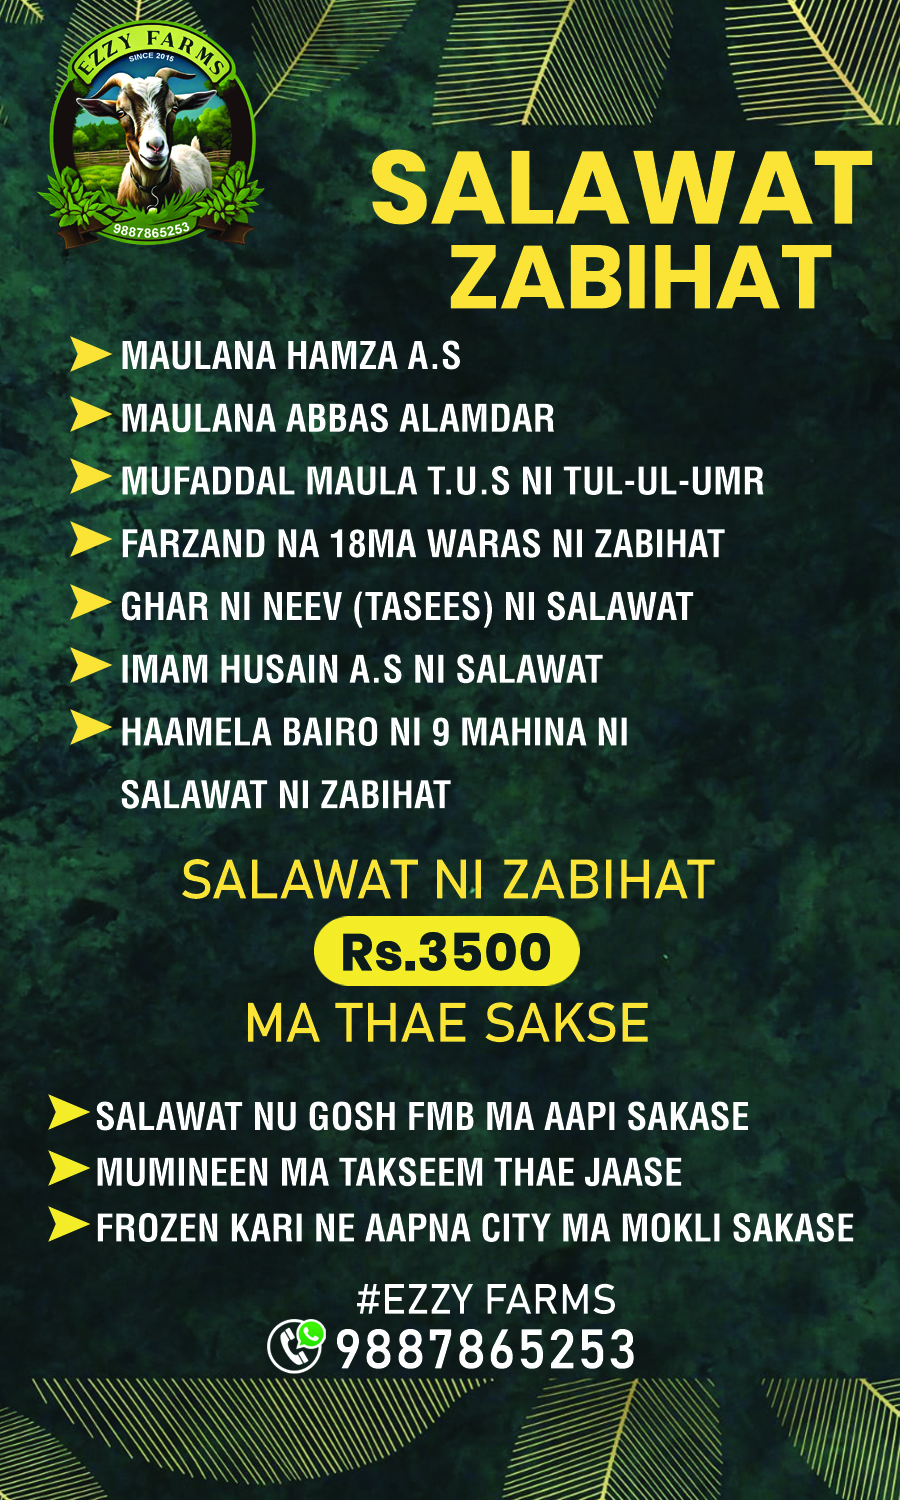 EZZY FARMS
SINCE 2015
9887865253
SALAWAT
ZABIHAT
MAULANA HAMZA A.S
MAULANA ABBAS ALAMDAR
MUFADDAL MAULA T.U.S NI TUL-UL-UMR
FARZAND NA 18MA WARAS NI ZABIHAT
GHAR NI NEEV (TASEES) NI SALAWAT
IMAM HUSAIN A.S NI SALAWAT
HAAMELA BAIRO NI 9 MAHINA NI
SALAWAT NI ZABIHAT
SALAWAT NI ZABIHAT
Rs.3500
MA THAE SAKSE
SALAWAT NU GOSH FMB MA AAPI SAKASE
MUMINEEN MA TAKSEEM THAE JAASE
FROZEN KARI NE AAPNA CITY MA MOKLI SAKASE
#EZZY FARMS
9887865253